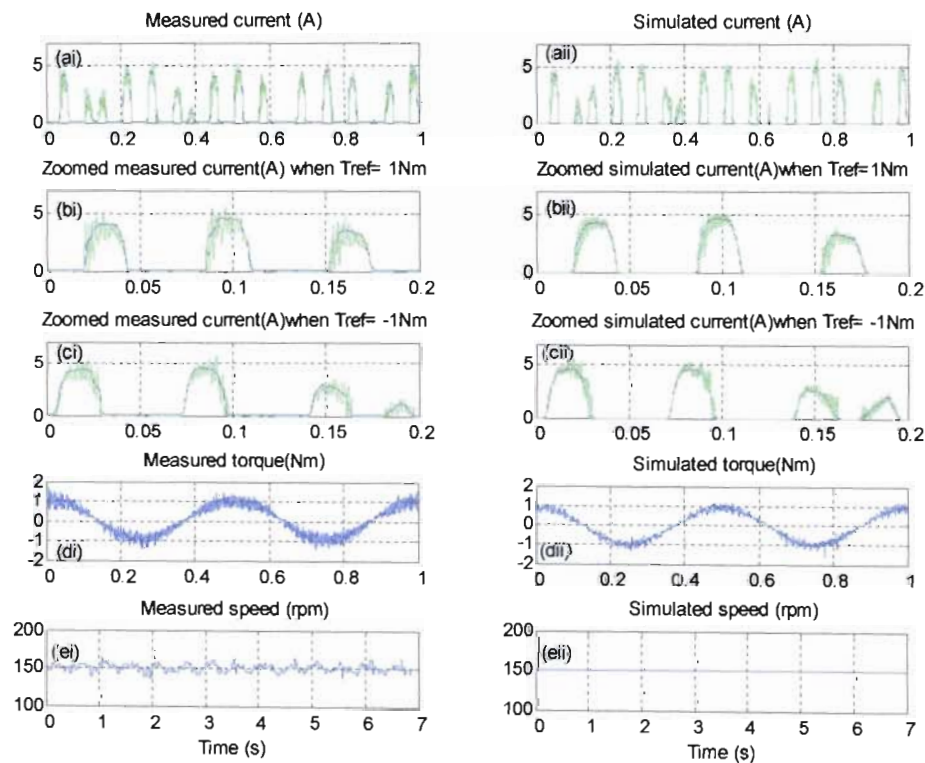 Measured current (A)
(ai)
5
0
0 0.2 0.4 0.6 0.8 1
Zoomed measured current(A) when Tref= 1Nm
(bi)
5
0
0 0.05 0.1 0.15 0.2
Zoomed measured current(A)when Tref= -1Nm
(ci)
5
0
0 0.05 0.1 0.15 0.2
Measured torque(Nm)
2
1
0
-1
-2
(di)
0 0.2 0.4 0.6 0.8 1
Measured speed (rpm)
200
150
100
(ei)
0 1 2 3 4 5 6 7
Time (s)
Simulated current (A)
(aii)
5
0
0 0.2 0.4 0.6 0.8 1
Zoomed simulated current(A)when Tref=1Nm
(bii)
5
0
0 0.05 0.1 0.15 0.2
Zoomed simulated current(A)when Tref= -1Nm
(cii)
5
0
0 0.05 0.1 0.15 0.2
Simulated torque(Nm)
2
1
0
-1
-2
(dii)
0 0.2 0.4 0.6 0.8 1
Simulated speed (rpm)
200
150
100
(eii)
0 1 2 3 4 5 6 7
Time (s)